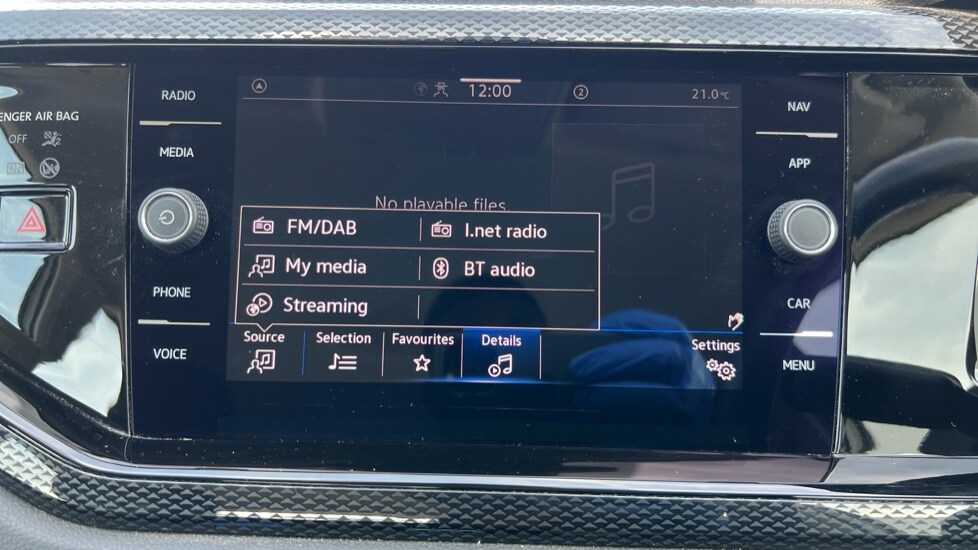 ENGER AIR BAG
OFF
ON
RADIO
MEDIA
PHONE
VOICE
12:00
2
21.0°C
No playable files.
FM/DAB
I.net radio
My media
BT audio
Streaming
Source
Selection
Favourites
Details
Settings
NAV
APP
CAR
MENU